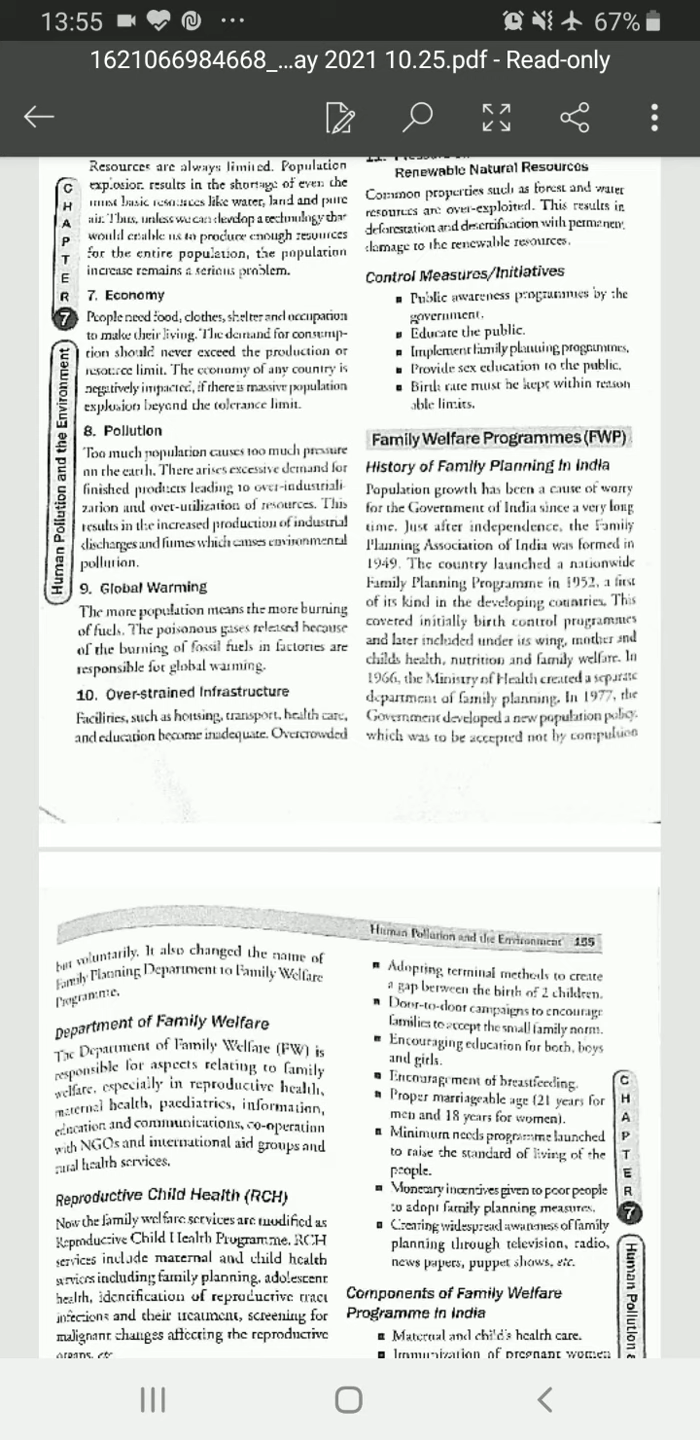 13:55
67%
1621066984668_...ay 2021 10.25.pdf - Read-only
Resources are always limited. Population
explosion results in the shortage of even the
most basic resources like water, land and pure
air. Thus, unless we can develop a technology that
would enable us to produce enough resources
for the entire population, the population
increase remains a serious problem.
7. Economy
People need food, clothes, shelter and occupation
to make their living. The demand for consump-
tion should never exceed the production or
resource limit. The economy of any country is
negatively impacted, if there is massive population
explosion beyond the tolerance limit.
8. Pollution
Too much population causes too much pressure
on the earth. There arises excessive demand for
finished products leading to over-industriali
zation and over-utilization of resources. This
results in the increased production of industrial
discharges and fumes which causes environmental
pollution.
9. Global Warming
The more population means the more burning
of fuels. The poisonous gases released because
of the burning of fossil fuels in factories are
responsible for global warming.
10. Over-strained Infrastructure
Facilities, such as housing, transport, health care,
and education become inadequate. Overcrowded
CHAPTER
7
Human Pollution and the Environment
Renewable Natural Resources
Common properties such as forest and water
resources are over-exploited. This results in
deforestation and desertification with permanent
damage to the renewable resources.
Control Measures/Initiatives
Public awareness programmes by the
government.
Educate the public.
Implement family planning programmes.
Provide sex education to the public.
Birth rate must be kept within reason
able limits.
Family Welfare Programmes (FWP)
History of Family Planning In India
Population growth has been a cause of worry
for the Government of India since a very long
time. Just after independence, the Family
Planning Association of India was formed in
1949. The country launched a nationwide
Family Planning Programme in 1952, a first
of its kind in the developing countries. This
covered initially birth control programmes
and later included under its wing, mother and
childs health, nutrition and family welfare. In
1966, the Ministry of Health created a separate
department of family planning. In 1977, the
Government developed a new population policy,
which was to be accepted not by compulsion
Human Pollution and the Environment 155
but voluntarily. It also changed the name of
Family Planning Department to Family Welfare
Programme.
Department of Family Welfare
The Department of Family Welfare (FW) is
responsible for aspects relating to family
welfare, especially in reproductive health,
maternal health, paediatrics, information,
education and communications, co-operation
with NGOs and international aid groups and
rural health services.
Reproductive Child Health (RCH)
Now the family welfare services are modified as
Reproductive Child Health Programme. RCH
services include maternal and child health
services including family planning, adolescent
health, identification of reproductive tract
infections and their treatment, screening for
malignant changes affecting the reproductive
organs, etc
Adopting terminal methods to create
a gap between the birth of 2 children.
Door-to-door campaigns to encourage
families to accept the small family norm.
Encouraging education for both, boys
and girls.
Encouragement of breastfeeding.
Proper marriageable age (21 years for
men and 18 years for women).
Minimum needs programme launched
to raise the standard of living of the
people.
Monetary incentives given to poor people
to adopt family planning measures.
Creating widespread awareness of family
planning through television, radio,
news papers, puppet shows, etc.
Components of Family Welfare
Programme In India
Maternal and child's health care.
Immunization of pregnant women
CHAPTER
7
Human Pollution